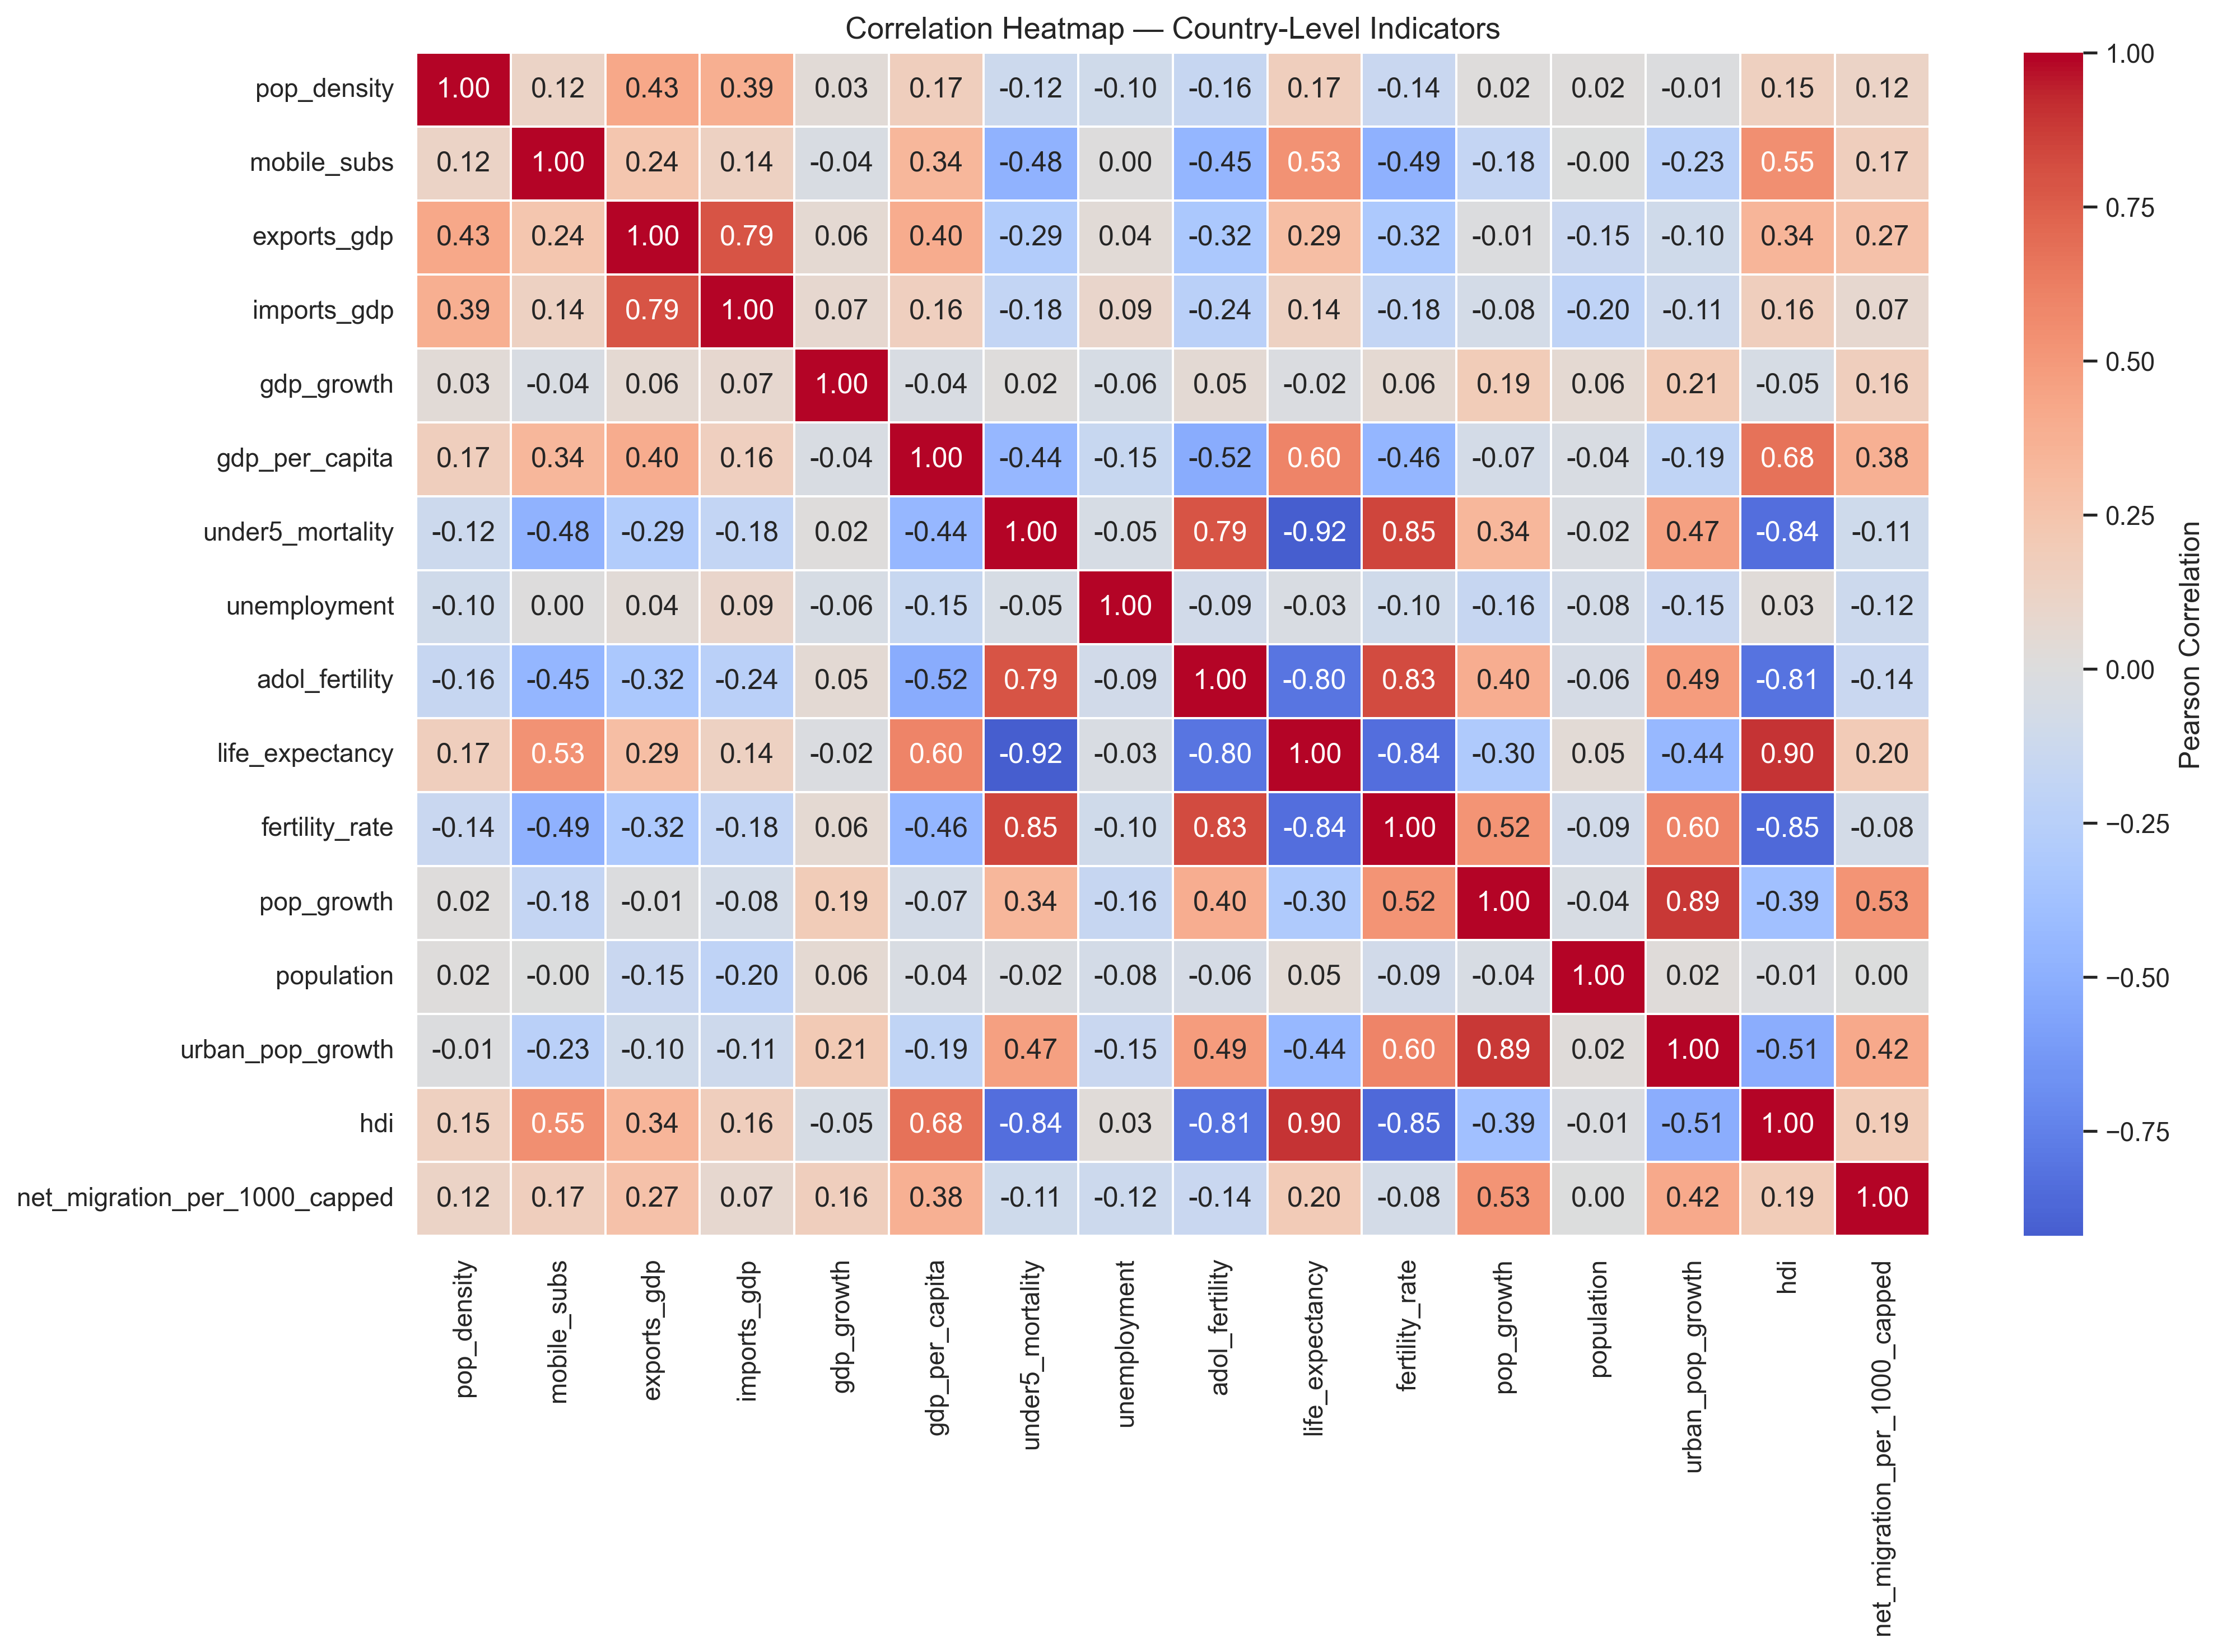 Correlation Heatmap — Country-Level Indicators
pop_density 1.00 0.12 0.43 0.39 0.03 0.17 -0.12 -0.10 -0.16 0.17 -0.14 0.02 0.02 -0.01 0.15 0.12
mobile_subs 0.12 1.00 0.24 0.14 -0.04 0.34 -0.48 0.00 -0.45 0.53 -0.49 -0.18 -0.00 -0.23 0.55 0.17
exports_gdp 0.43 0.24 1.00 0.79 0.06 0.40 -0.29 0.04 -0.32 0.29 -0.32 -0.01 -0.15 -0.10 0.34 0.27
imports_gdp 0.39 0.14 0.79 1.00 0.07 0.16 -0.18 0.09 -0.24 0.14 -0.18 -0.08 -0.20 -0.11 0.16 0.07
gdp_growth 0.03 -0.04 0.06 0.07 1.00 -0.04 0.02 -0.06 0.05 -0.02 0.06 0.19 0.06 0.21 -0.05 0.16
gdp_per_capita 0.17 0.34 0.40 0.16 -0.04 1.00 -0.44 -0.15 -0.52 0.60 -0.46 -0.07 -0.04 -0.19 0.68 0.38
under5_mortality -0.12 -0.48 -0.29 -0.18 0.02 -0.44 1.00 -0.05 0.79 -0.92 0.85 0.34 -0.02 0.47 -0.84 -0.11
unemployment -0.10 0.00 0.04 0.09 -0.06 -0.15 -0.05 1.00 -0.09 -0.03 -0.10 -0.16 -0.08 -0.15 0.03 -0.12
adol_fertility -0.16 -0.45 -0.32 -0.24 0.05 -0.52 0.79 -0.09 1.00 -0.80 0.83 0.40 -0.06 0.49 -0.81 -0.14
life_expectancy 0.17 0.53 0.29 0.14 -0.02 0.60 -0.92 -0.03 -0.80 1.00 -0.84 -0.30 0.05 -0.44 0.90 0.20
fertility_rate -0.14 -0.49 -0.32 -0.18 0.06 -0.46 0.85 -0.10 0.83 -0.84 1.00 0.52 -0.09 0.60 -0.85 -0.08
pop_growth 0.02 -0.18 -0.01 -0.08 0.19 -0.07 0.34 -0.16 0.40 -0.30 0.52 1.00 -0.04 0.89 -0.39 0.53
population 0.02 -0.00 -0.15 -0.20 0.06 -0.04 -0.02 -0.08 -0.06 0.05 -0.09 -0.04 1.00 0.02 -0.01 0.00
urban_pop_growth -0.01 -0.23 -0.10 -0.11 0.21 -0.19 0.47 -0.15 0.49 -0.44 0.60 0.89 0.02 1.00 -0.51 0.42
hdi 0.15 0.55 0.34 0.16 -0.05 0.68 -0.84 0.03 -0.81 0.90 -0.85 -0.39 -0.01 -0.51 1.00 0.19
net_migration_per_1000_capped 0.12 0.17 0.27 0.07 0.16 0.38 -0.11 -0.12 -0.14 0.20 -0.08 0.53 0.00 0.42 0.19 1.00
pop_density
mobile_subs
exports_gdp
imports_gdp
gdp_growth
gdp_per_capita
under5_mortality
unemployment
adol_fertility
life_expectancy
fertility_rate
pop_growth
population
urban_pop_growth
hdi
net_migration_per_1000_capped
1.00
0.75
0.50
0.25
0.00
−0.25
−0.50
−0.75
Pearson Correlation